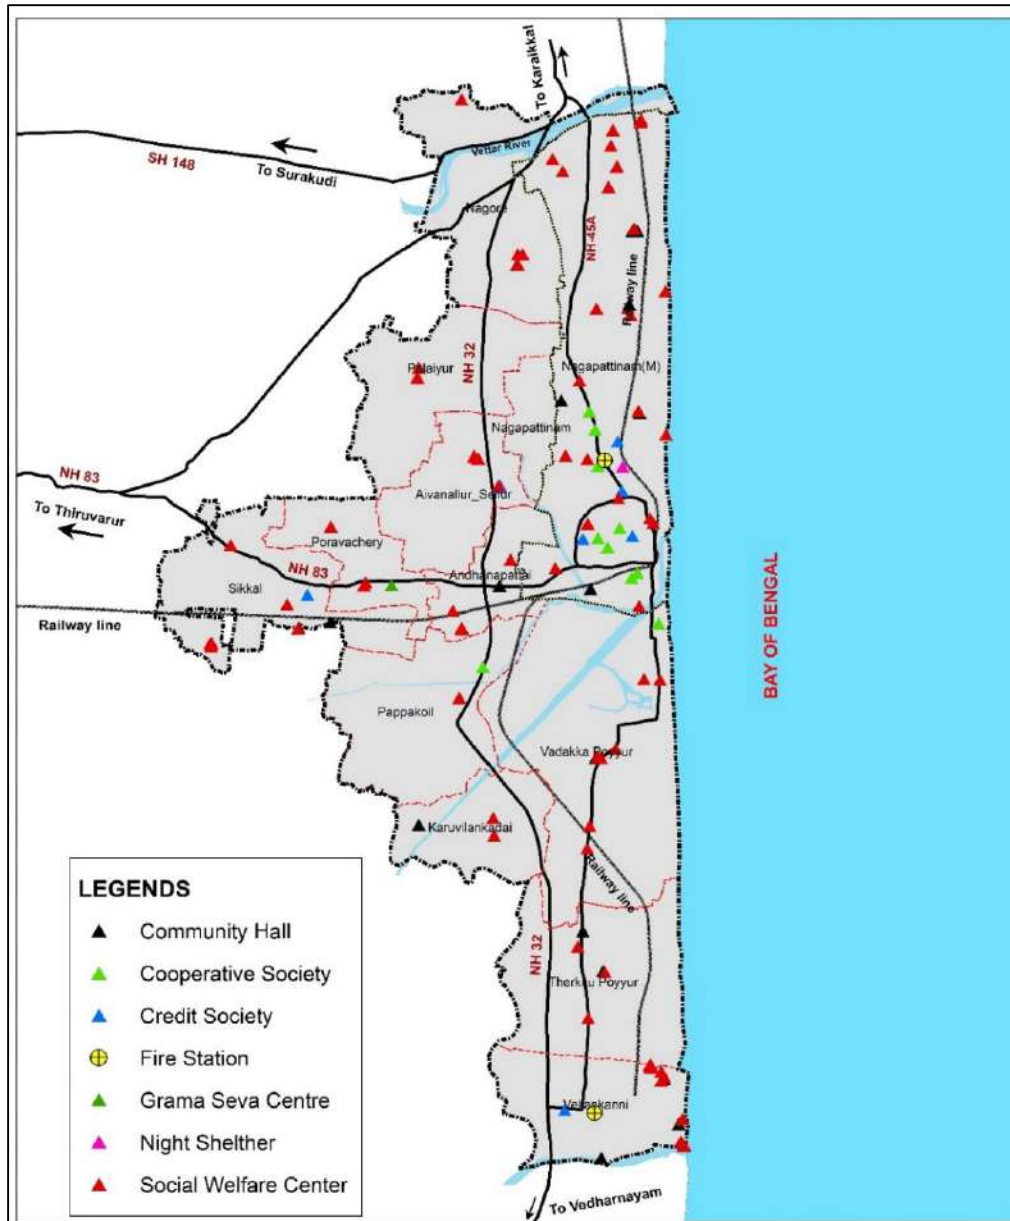 To Karaikkal
Vettar River
SH 148
To Surakudi
Nagore
NH-45A
Railway line
NH 32
Palaiyur
Nagapattinam(M)
Nagapattinam
NH 83
To Thiruvarur
Aivanallur_Sellur
Poravachery
Andhanapettai
NH 83
Sikkal
Railway line
BAY OF BENGAL
Pappakoil
Vadakka Poyyur
Karuvilankadai
Railway line
NH 32
Therkku Poyyur
Velaskanni
To Vedharnayam
LEGENDS
Community Hall
Cooperative Society
Credit Society
Fire Station
Grama Seva Centre
Night Shelther
Social Welfare Center